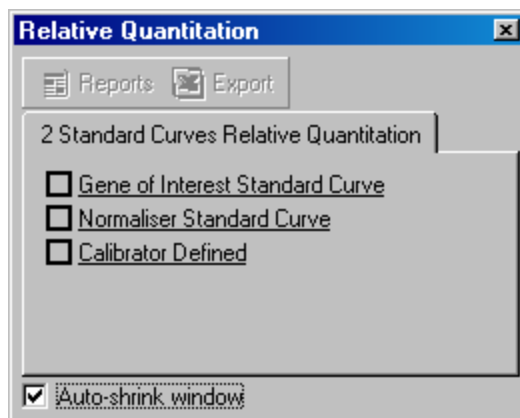 Relative Quantitation
Reports Export
2 Standard Curves Relative Quantitation
Gene of Interest Standard Curve
Normaliser Standard Curve
Calibrator Defined
Auto-shrink window